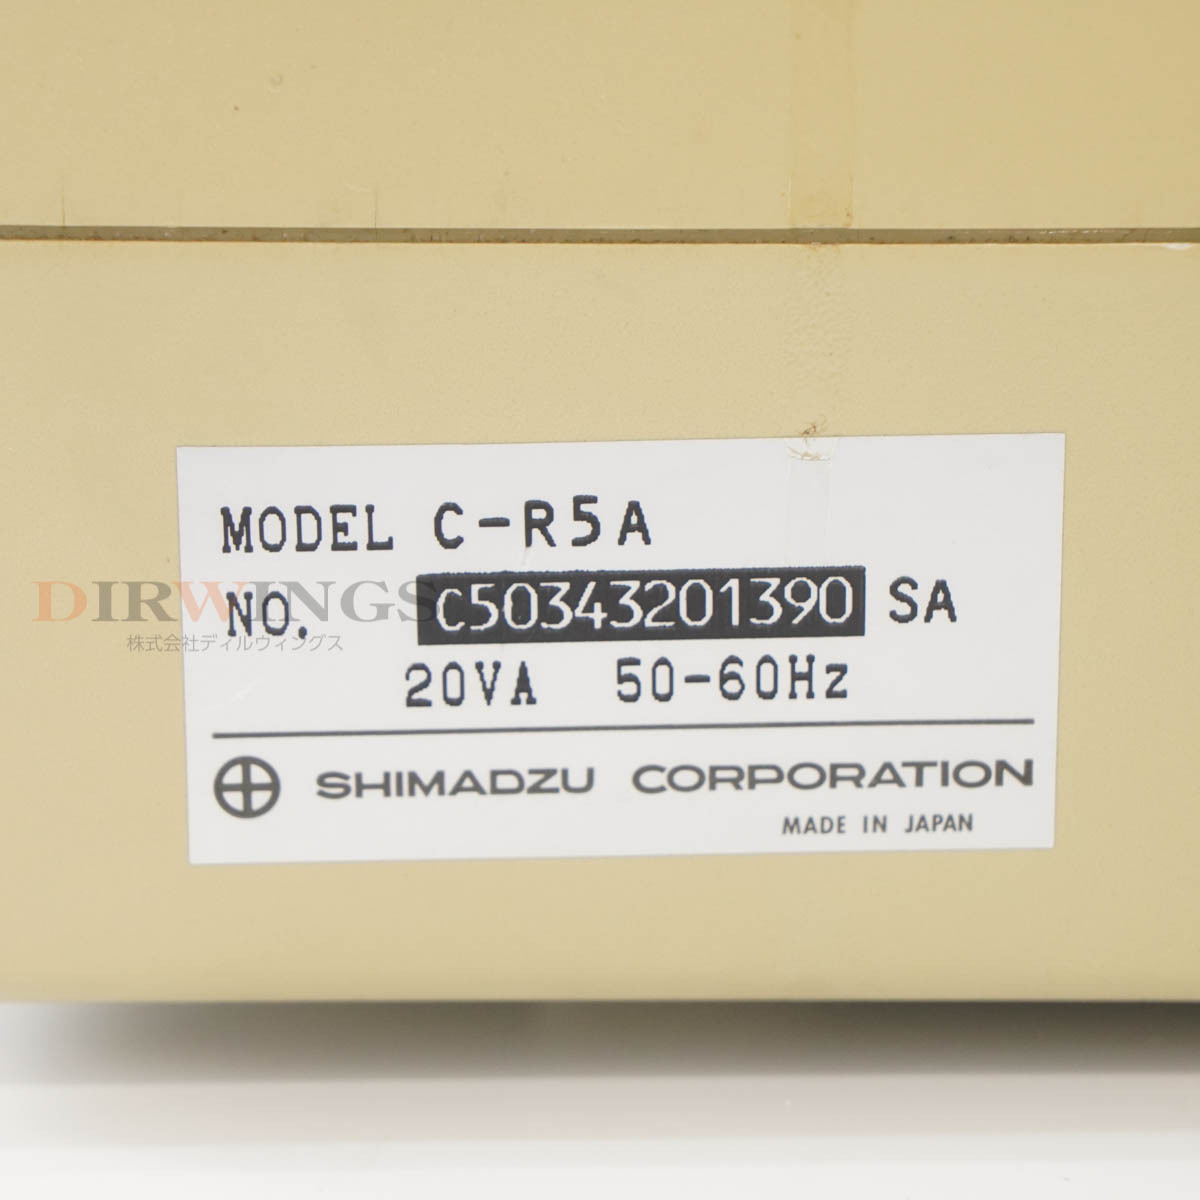 MODEL C-R5A
DIRWINGS
NO. C50343201390 SA
株式会社ディルウィングス
20VA 50-60Hz
SHIMADZU CORPORATION
MADE IN JAPAN